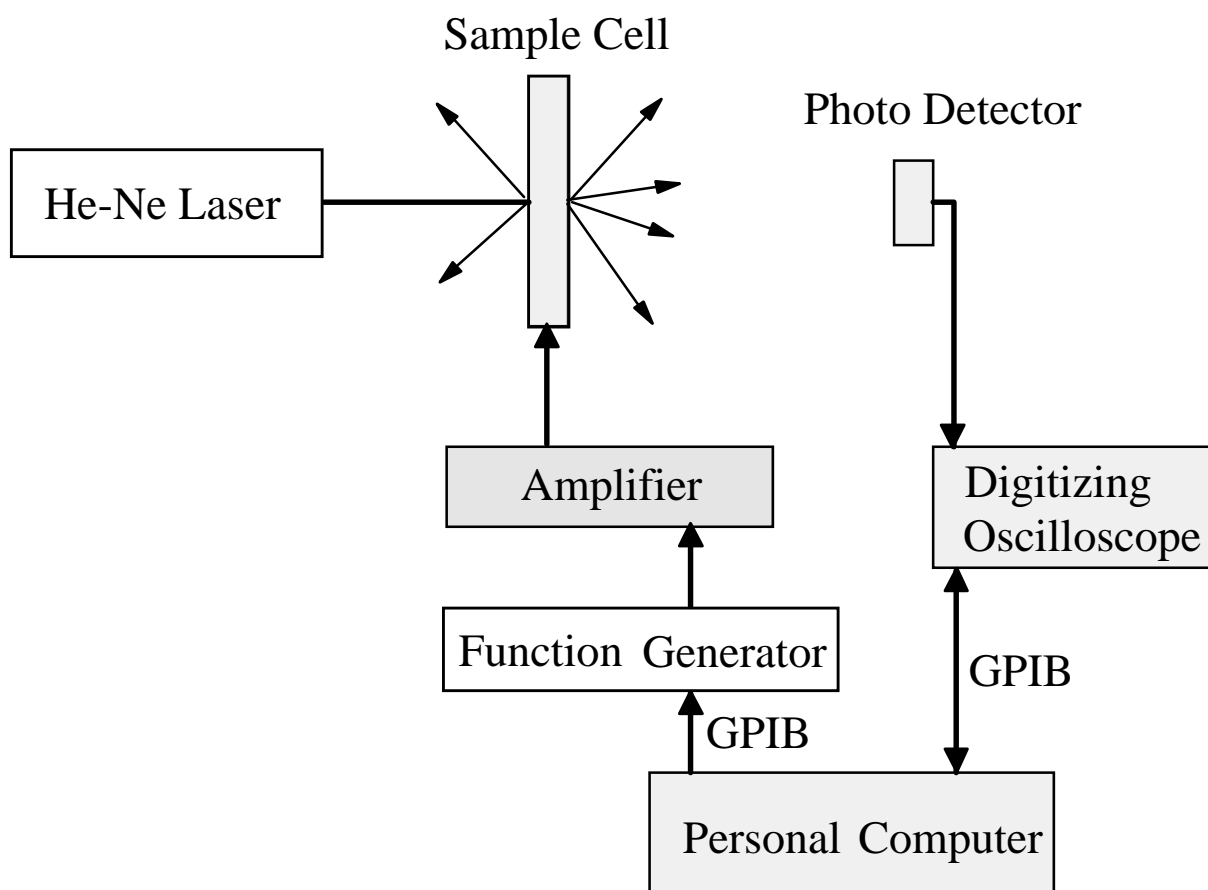 Sample Cell
Photo Detector
He-Ne Laser
Amplifier
Digitizing
Oscilloscope
Function Generator
GPIB
GPIB
Personal Computer